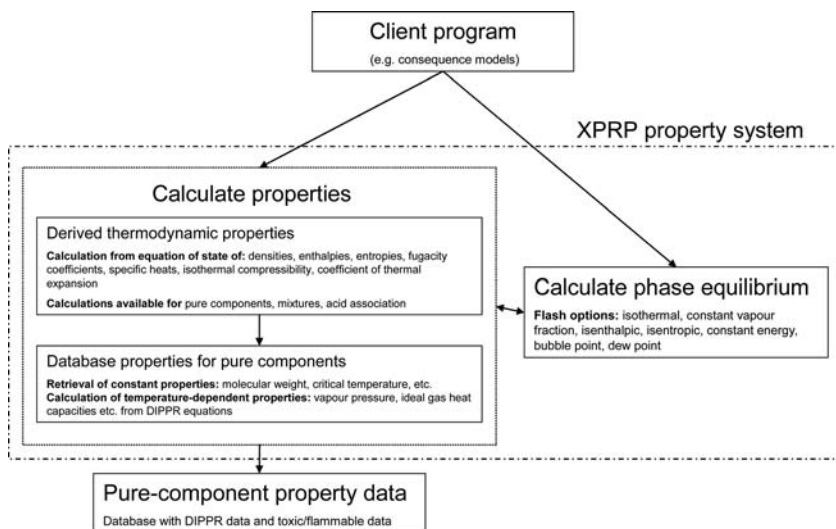 Client program
(e.g. consequence models)
XPRP property system
Calculate properties
Derived thermodynamic properties
Calculation from equation of state of: densities, enthalpies, entropies, fugacity
coefficients, specific heats, isothermal compressibility, coefficient of thermal
expansion
Calculations available for pure components, mixtures, acid association
Database properties for pure components
Retrieval of constant properties: molecular weight, critical temperature, etc.
Calculation of temperature-dependent properties: vapour pressure, ideal gas heat
capacities etc. from DIPPR equations
Calculate phase equilibrium
Flash options: isothermal, constant vapour
fraction, isenthalpic, isentropic, constant energy,
bubble point, dew point
Pure-component property data
Database with DIPPR data and toxic/flammable data